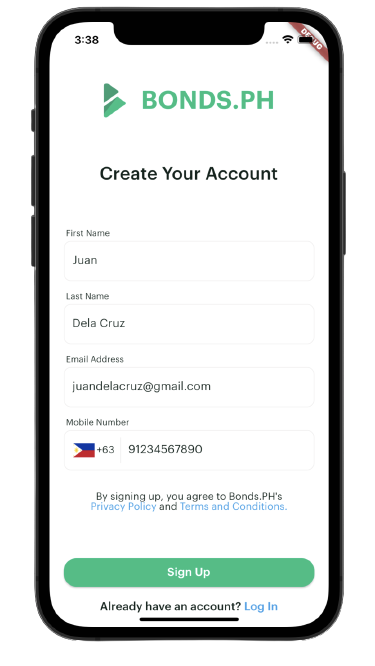 3:38
DEBUG
BONDS.PH
Create Your Account
First Name
Juan
Last Name
Dela Cruz
Email Address
juandelacruz@gmail.com
Mobile Number
+63 91234567890
By signing up, you agree to Bonds.PH's
Privacy Policy and Terms and Conditions.
Sign Up
Already have an account? Log In